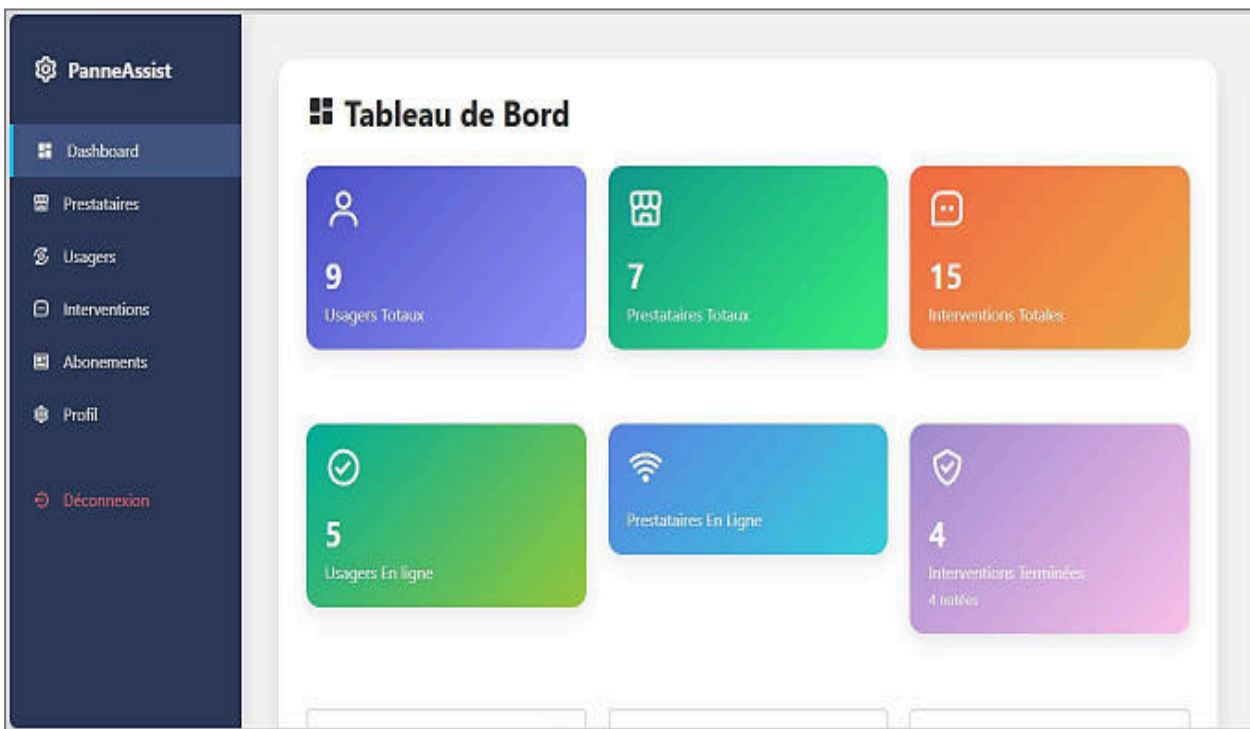 PanneAssist
Dashboard
Prestataires
Usagers
Interventions
Abonements
Profil
Déconnexion
Tableau de Bord
9
Usagers Totaux
7
Prestataires Totaux
15
Interventions Totales
5
Usagers En ligne
Prestataires En Ligne
4
Interventions Terminées
4 notées